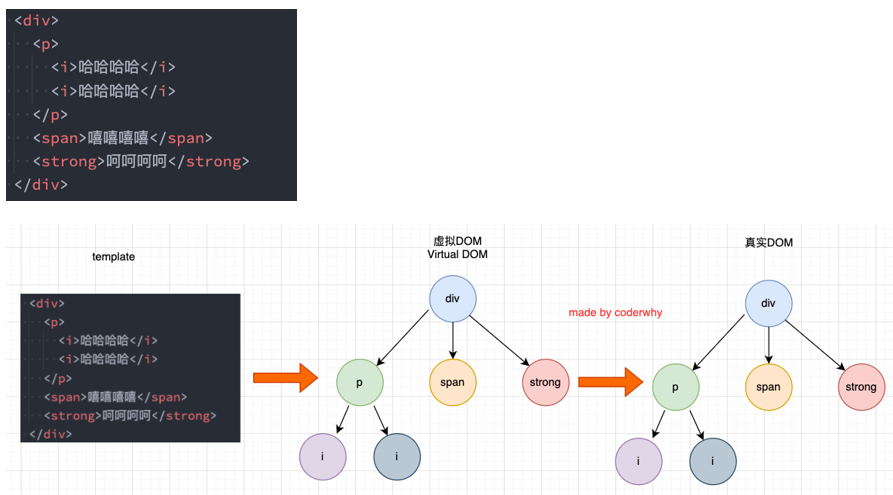 <div>
<p>
<i>哈哈哈哈</i>
<i>哈哈哈哈</i>
</p>
<span>嘻嘻嘻嘻</span>
<strong>呵呵呵呵</strong>
</div>
template
虚拟DOM
Virtual DOM
真实DOM
<div>
<p>
<i>哈哈哈哈</i>
<i>哈哈哈哈</i>
</p>
<span>嘻嘻嘻嘻</span>
<strong>呵呵呵呵</strong>
</div>
div
p
span
strong
i
i
made by coderwhy
div
p
span
strong
i
i